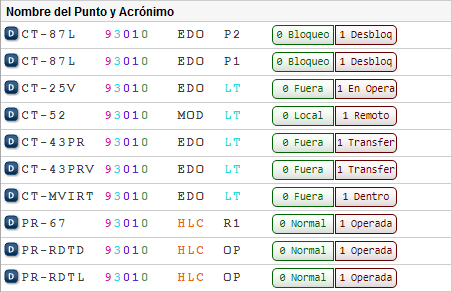 Nombre del Punto y Acrónimo
D CT-87L 93010 EDO P2 0 Bloqueo 1 Desbloq
D CT-87L 93010 EDO P1 0 Bloqueo 1 Desbloq
D CT-25V 93010 EDO LT 0 Fuera 1 En Opera
D CT-52 93010 MOD LT 0 Local 1 Remoto
D CT-43PR 93010 EDO LT 0 Fuera 1 Transfer
D CT-43PRV 93010 EDO LT 0 Fuera 1 Transfer
D CT-MVIRT 93010 EDO LT 0 Fuera 1 Dentro
D PR-67 93010 HLC R1 0 Normal 1 Operada
D PR-RDTD 93010 HLC OP 0 Normal 1 Operada
D PR-RDTL 93010 HLC OP 0 Normal 1 Operada